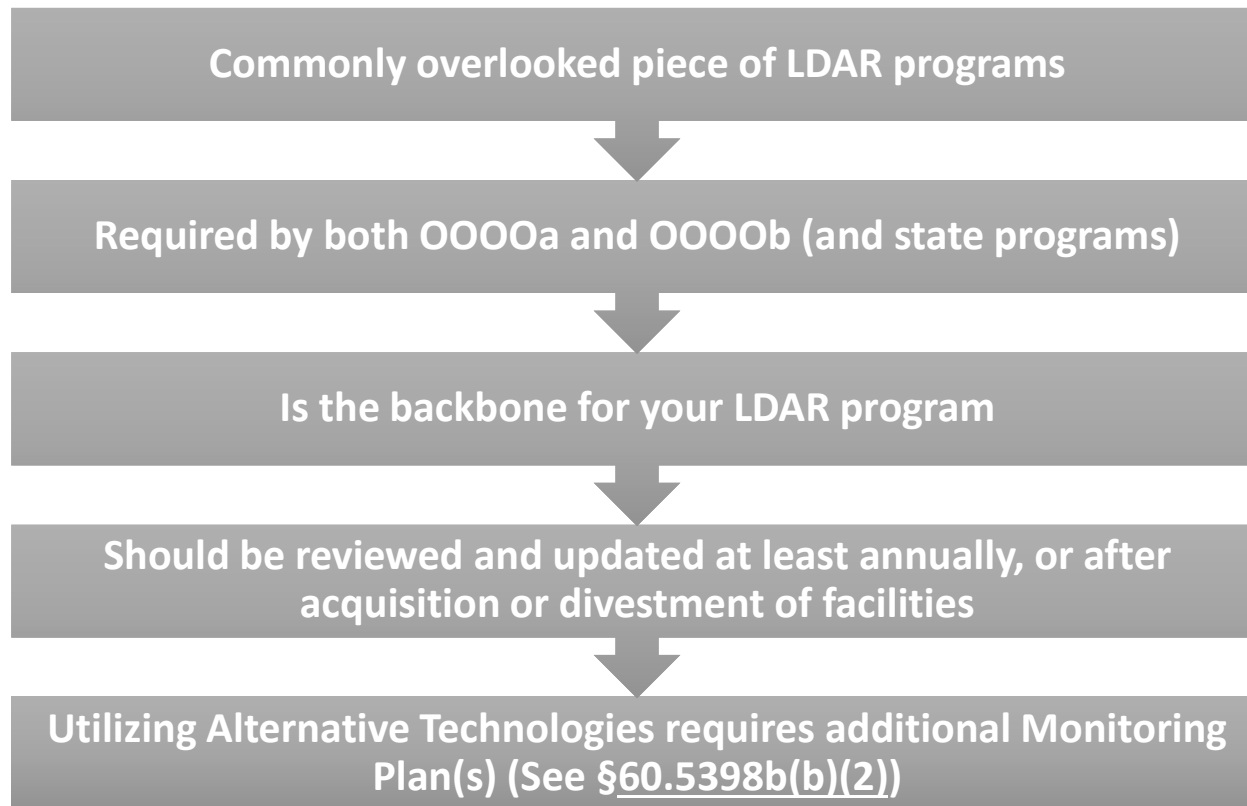 Commonly overlooked piece of LDAR programs
Required by both OOOOa and OOOOb (and state programs)
Is the backbone for your LDAR program
Should be reviewed and updated at least annually, or after
acquisition or divestment of facilities
Utilizing Alternative Technologies requires additional Monitoring
Plan(s) (See §60.5398b(b)(2))